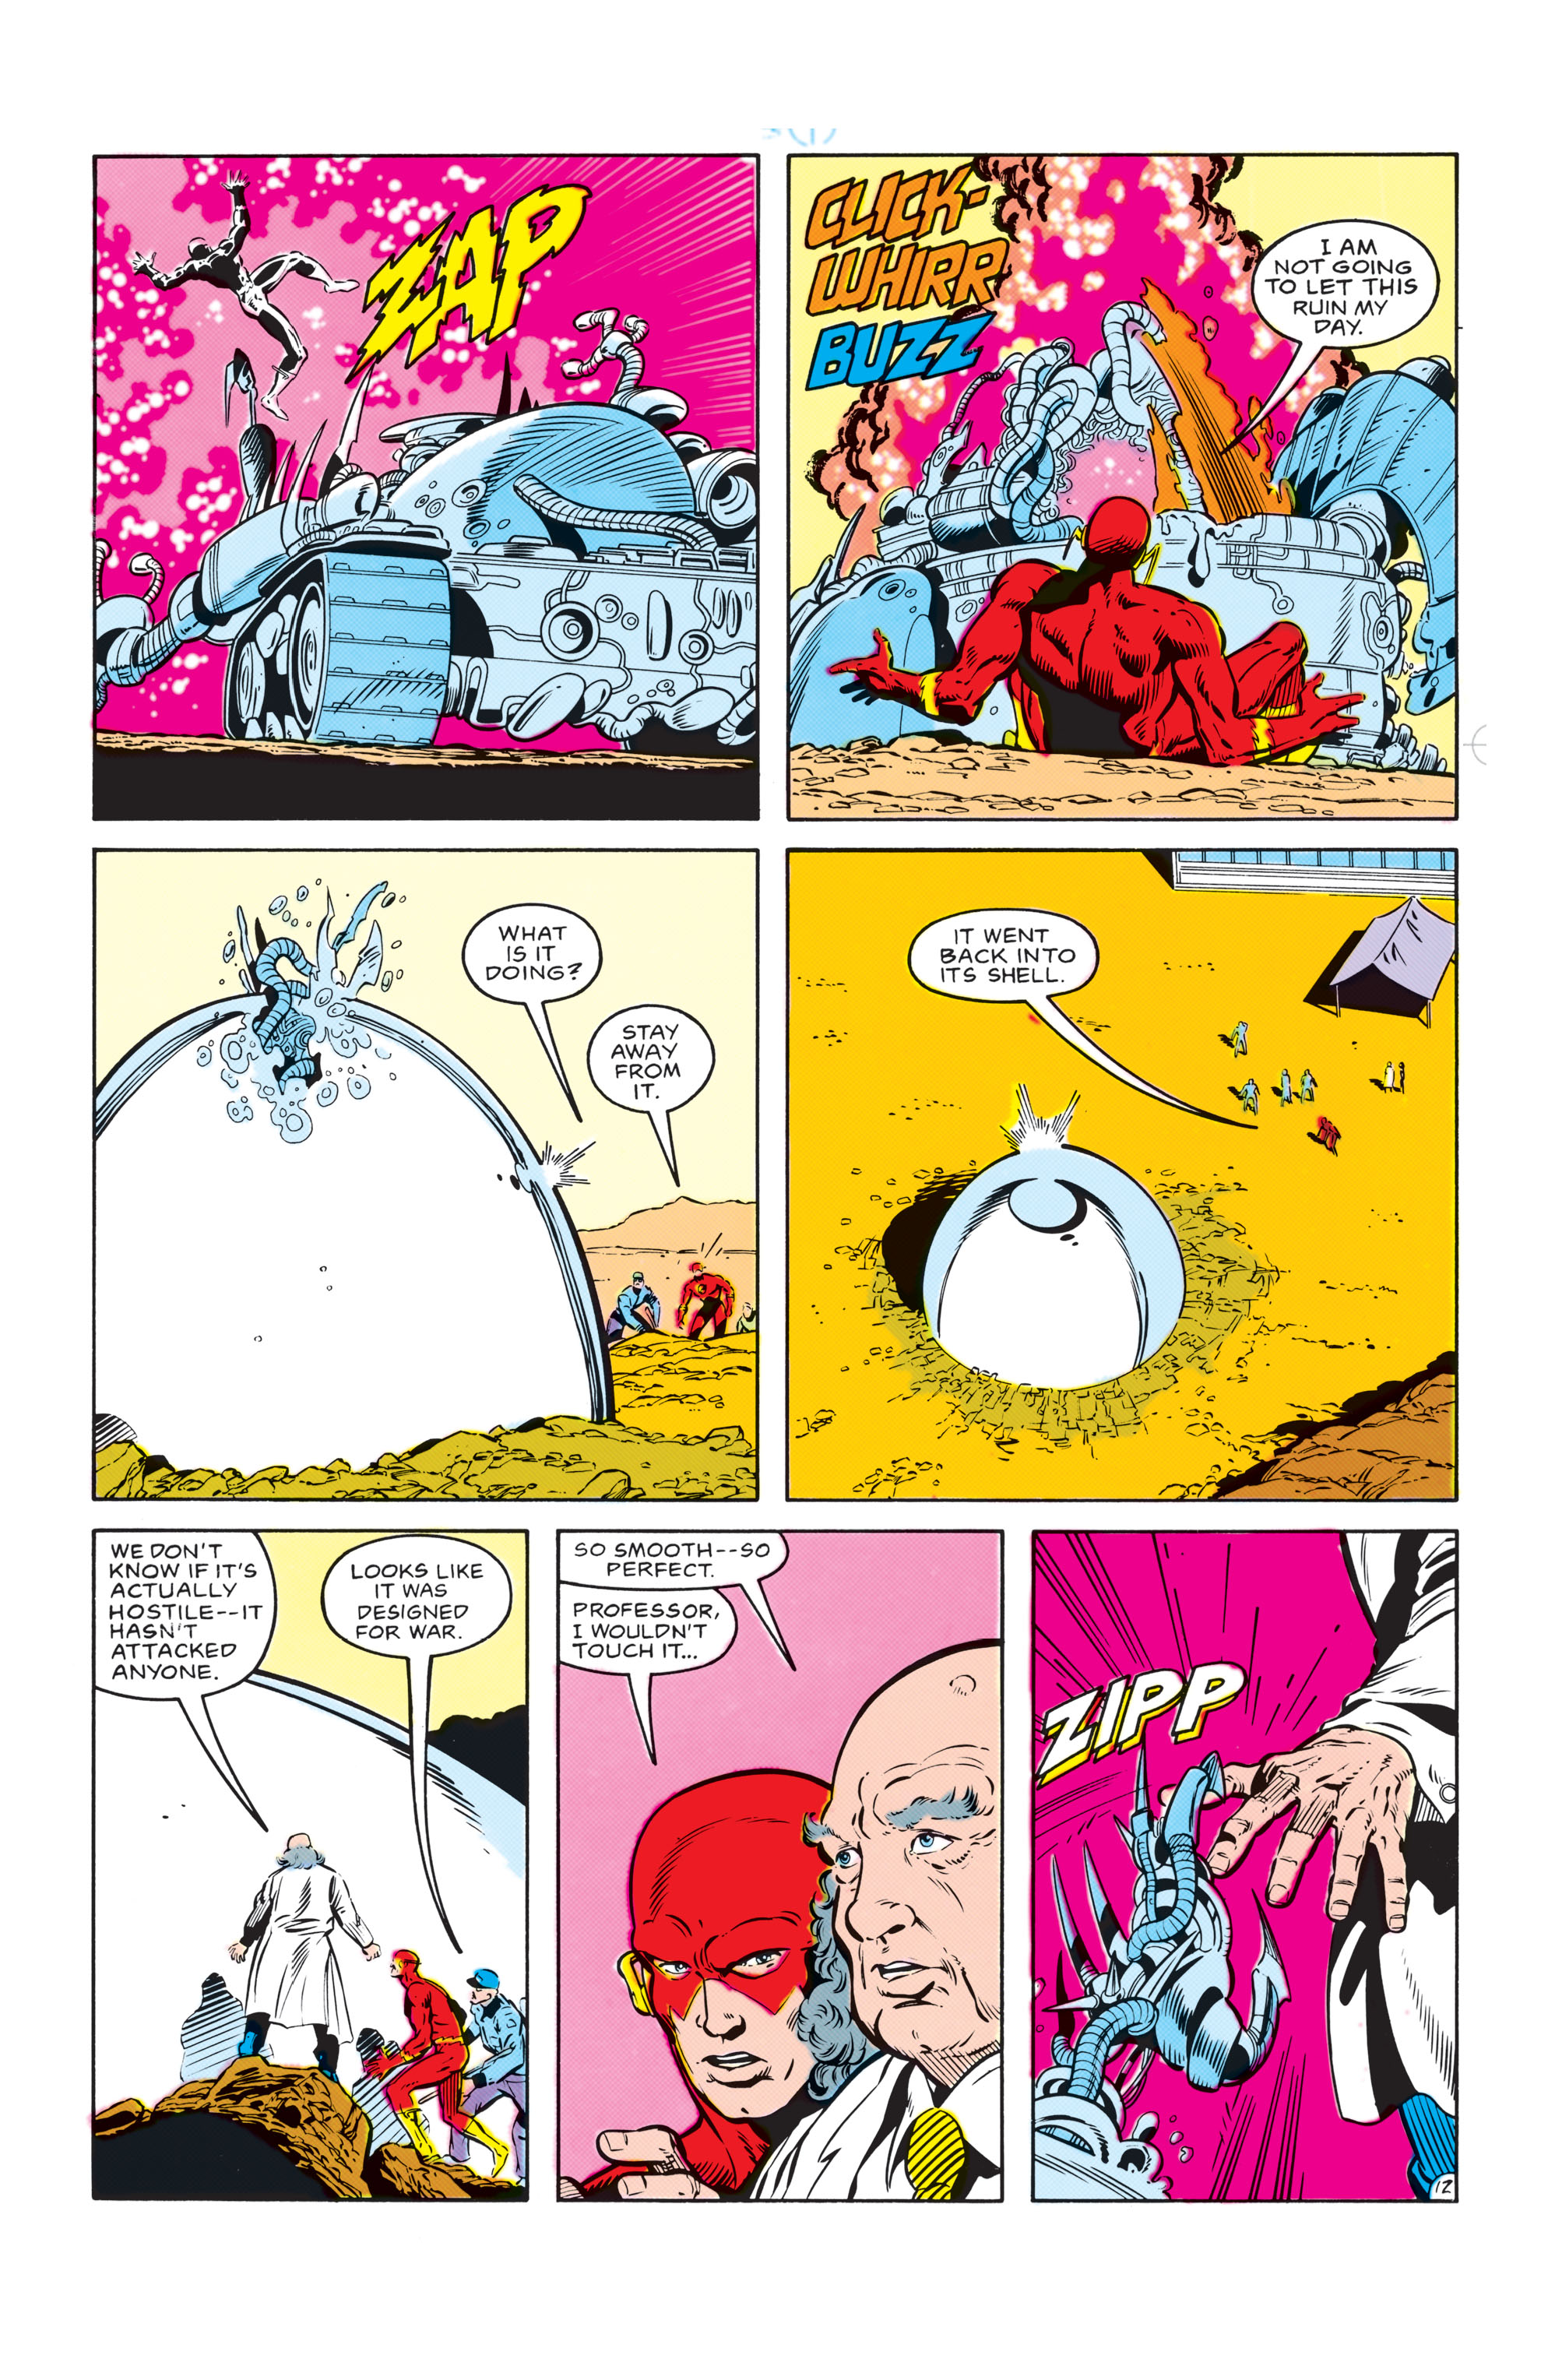 ZAP
CLICK-
WHIRR
BUZZ
I AM
NOT GOING
TO LET THIS
RUIN MY
DAY.
WHAT
IS IT
DOING?
STAY
AWAY
FROM
IT.
IT WENT
BACK INTO
ITS SHELL.
WE DON'T
KNOW IF IT'S
ACTUALLY
HOSTILE--IT
HASN'T
ATTACKED
ANYONE.
LOOKS LIKE
IT WAS
DESIGNED
FOR WAR.
SO SMOOTH--SO
PERFECT.
PROFESSOR,
I WOULDN'T
TOUCH IT...
ZIPP
12